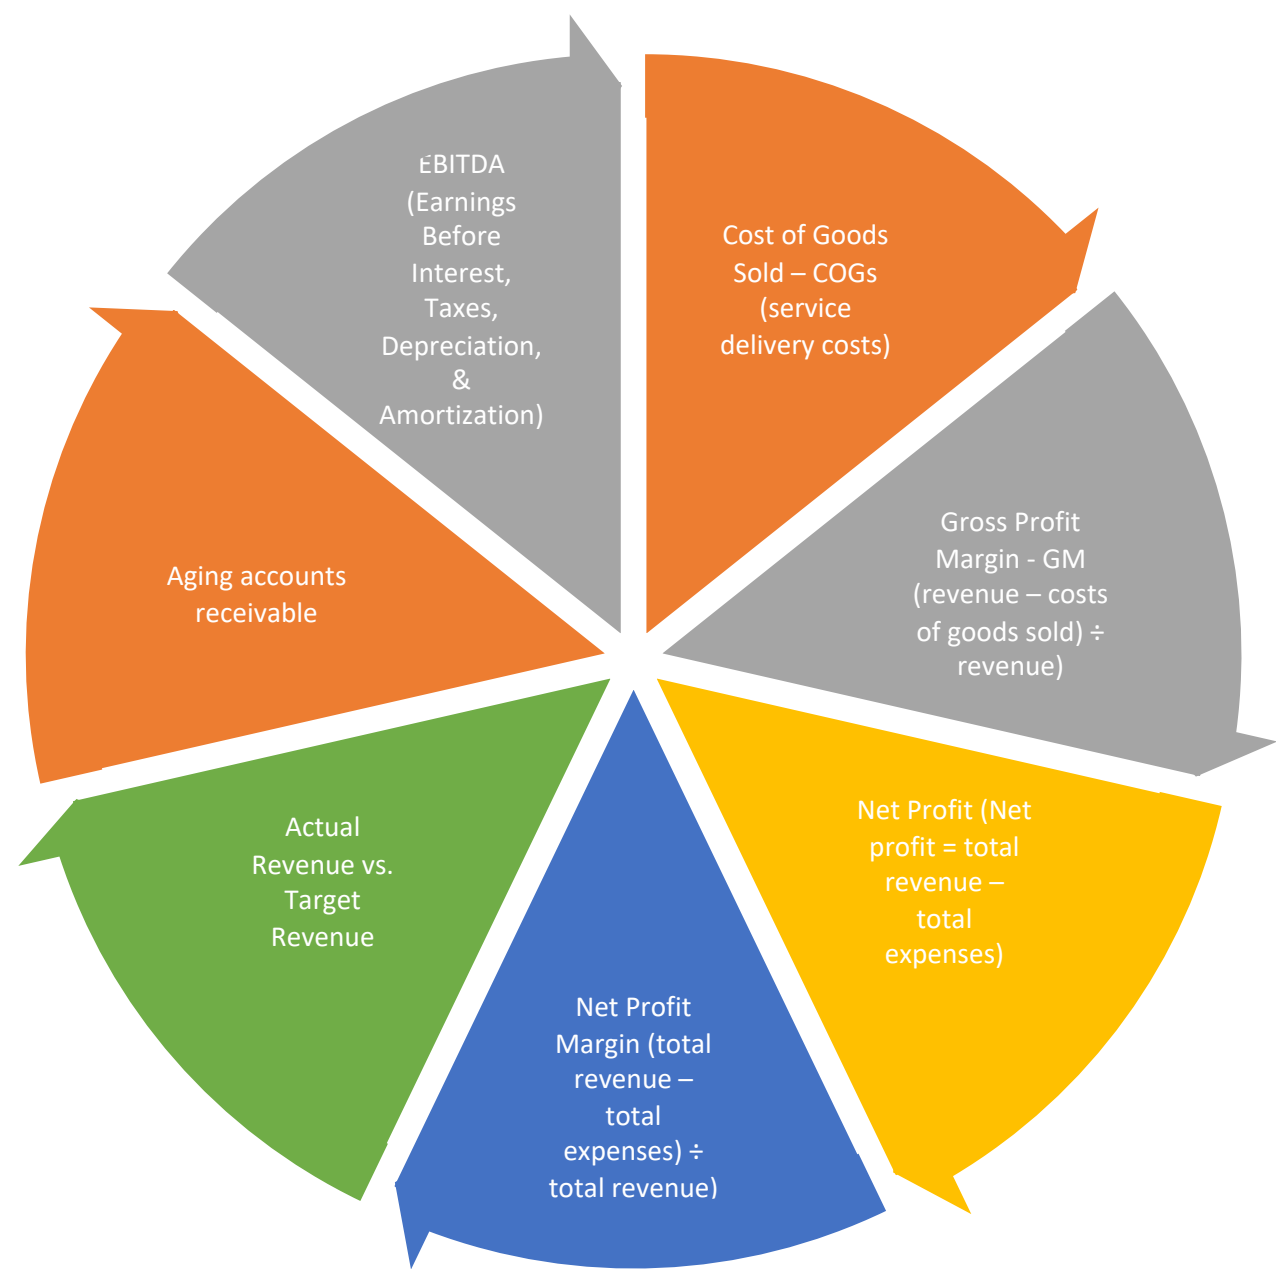 EBITDA
(Earnings
Before
Interest,
Taxes,
Depreciation,
&
Amortization)
Cost of Goods
Sold – COGs
(service
delivery costs)
Gross Profit
Margin - GM
(revenue – costs
of goods sold) ÷
revenue)
Net Profit (Net
profit = total
revenue –
total
expenses)
Net Profit
Margin (total
revenue –
total
expenses) ÷
total revenue)
Actual
Revenue vs.
Target
Revenue
Aging accounts
receivable